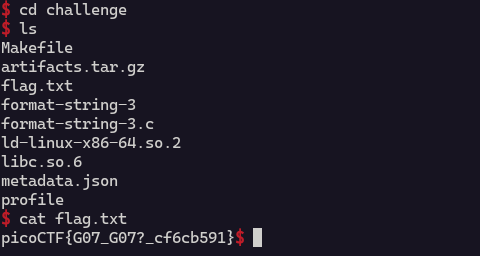 $ cd challenge
$ ls
Makefile
artifacts.tar.gz
flag.txt
format-string-3
format-string-3.c
ld-linux-x86-64.so.2
libc.so.6
metadata.json
profile
$ cat flag.txt
picoCTF{G07_G07?_cf6cb591}$